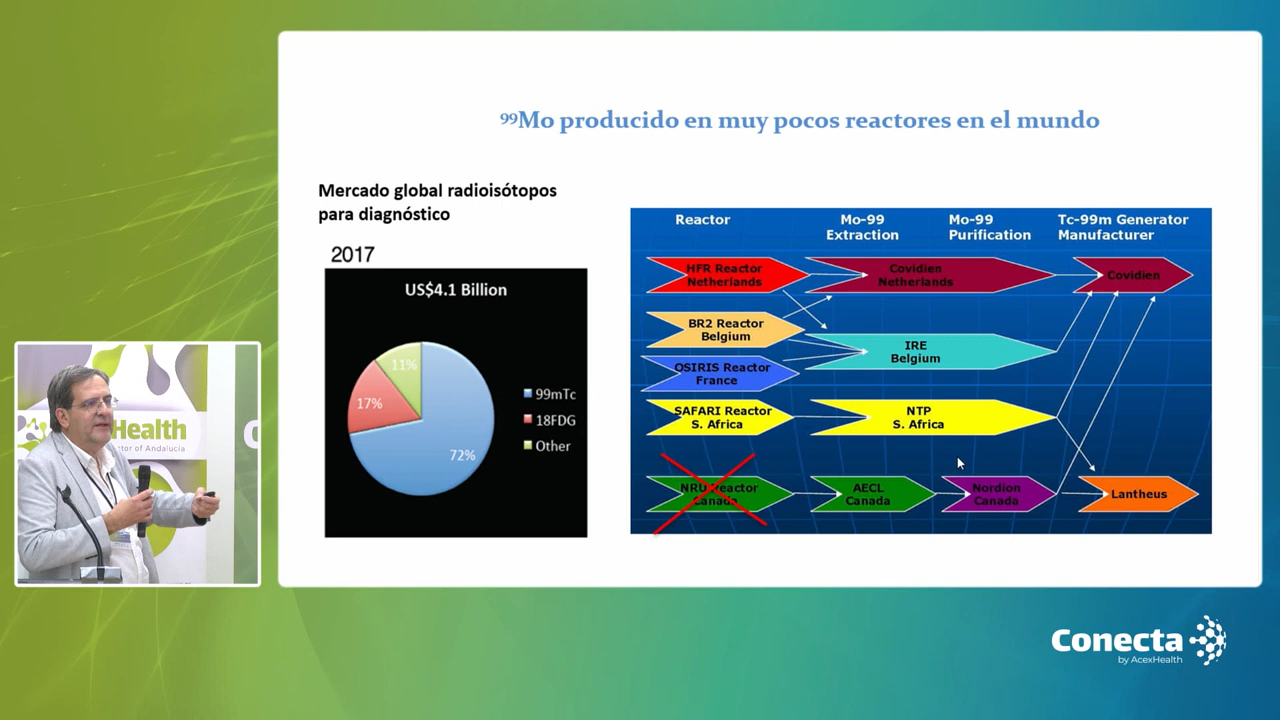 ⁹⁹Mo producido en muy pocos reactores en el mundo
Mercado global radioisótopos
para diagnóstico
2017
US$4.1 Billion
11%
17%
72%
99mTc
18FDG
Other
Reactor
Mo-99
Extraction
Mo-99
Purification
Tc-99m Generator
Manufacturer
HFR Reactor
Netherlands
Covidien
Netherlands
Covidien
BR2 Reactor
Belgium
IRE
Belgium
OSIRIS Reactor
France
SAFARI Reactor
S. Africa
NTP
S. Africa
NRU Reactor
Canada
AECL
Canada
Nordion
Canada
Lantheus
Health
of Andalucia
Conecta
by AcexHealth